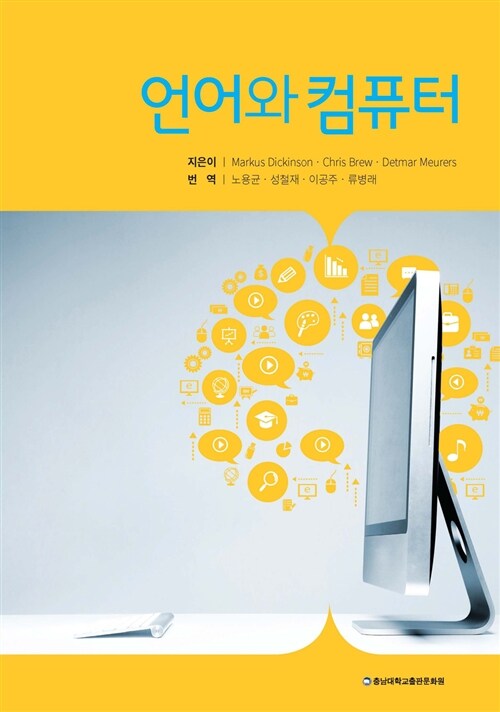 언어와 컴퓨터
지은이 | Markus Dickinson · Chris Brew · Detmar Meurers
번 역 | 노용균 · 성철재 · 이공주 · 류병래
충남대학교출판문화원